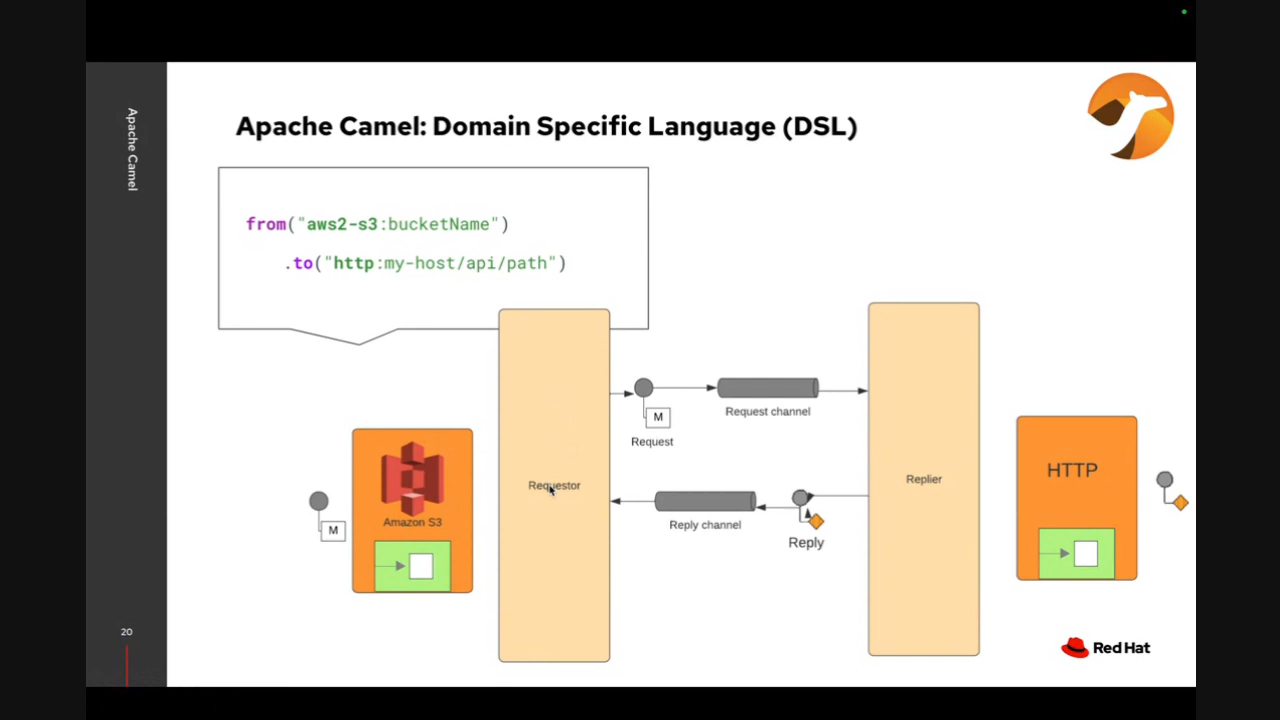 Apache Camel
Apache Camel: Domain Specific Language (DSL)
from("aws2-s3:bucketName")
.to("http:my-host/api/path")
M
Request
Request channel
Requestor
Replier
HTTP
Amazon S3
M
Reply channel
Reply
20
Red Hat